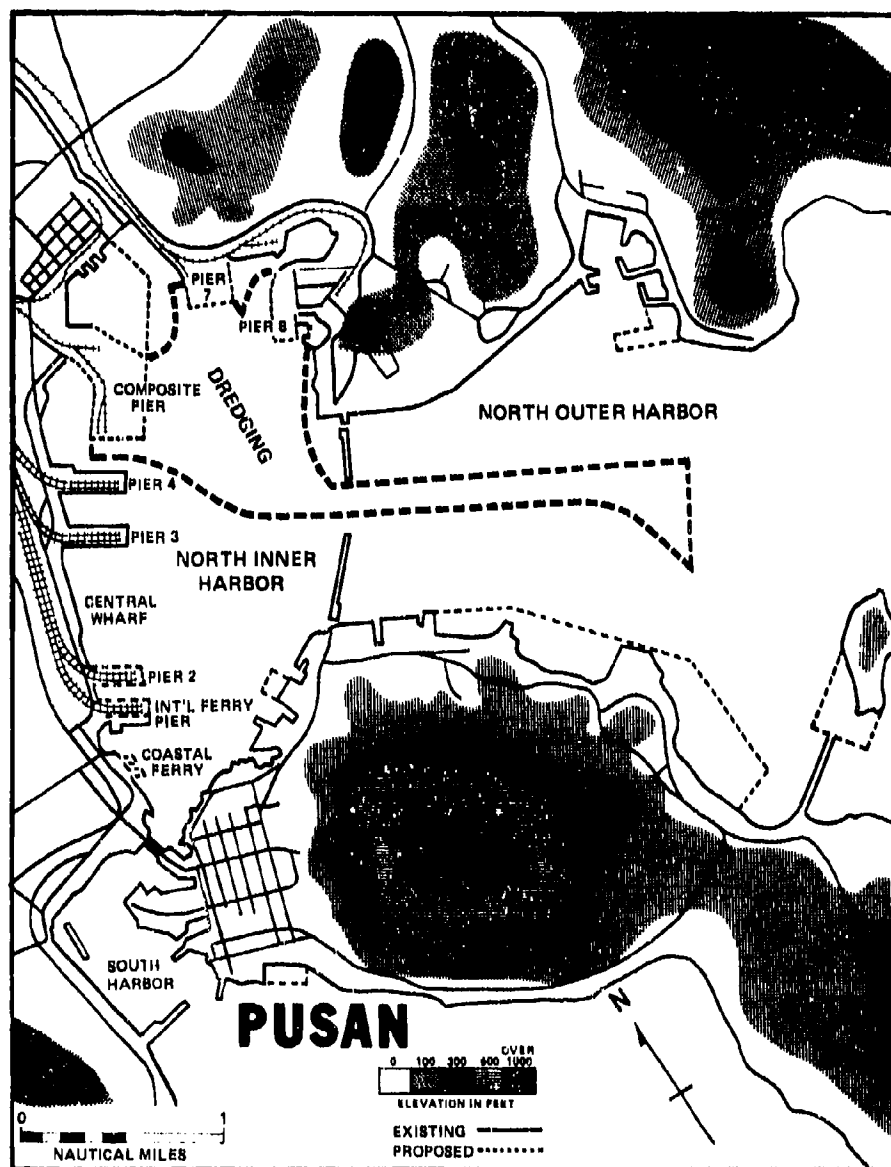 PIER
7
PIER 8
COMPOSITE
PIER
DREDGING
NORTH OUTER HARBOR
PIER 4
PIER 3
NORTH INNER
HARBOR
CENTRAL
WHARF
PIER 2
INT'L FERRY
PIER
COASTAL
FERRY
SOUTH
HARBOR
PUSAN
N
OVER
0 100 300 600 1000
ELEVATION IN FEET
0 1
NAUTICAL MILES
EXISTING
PROPOSED